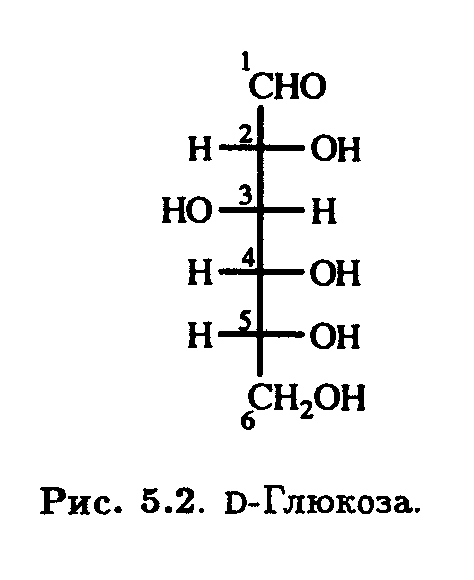 1
CHO
H 2 OH
HO 3 H
H 4 OH
H 5 OH
CH₂OH
6
Рис. 5.2. D-Глюкоза.